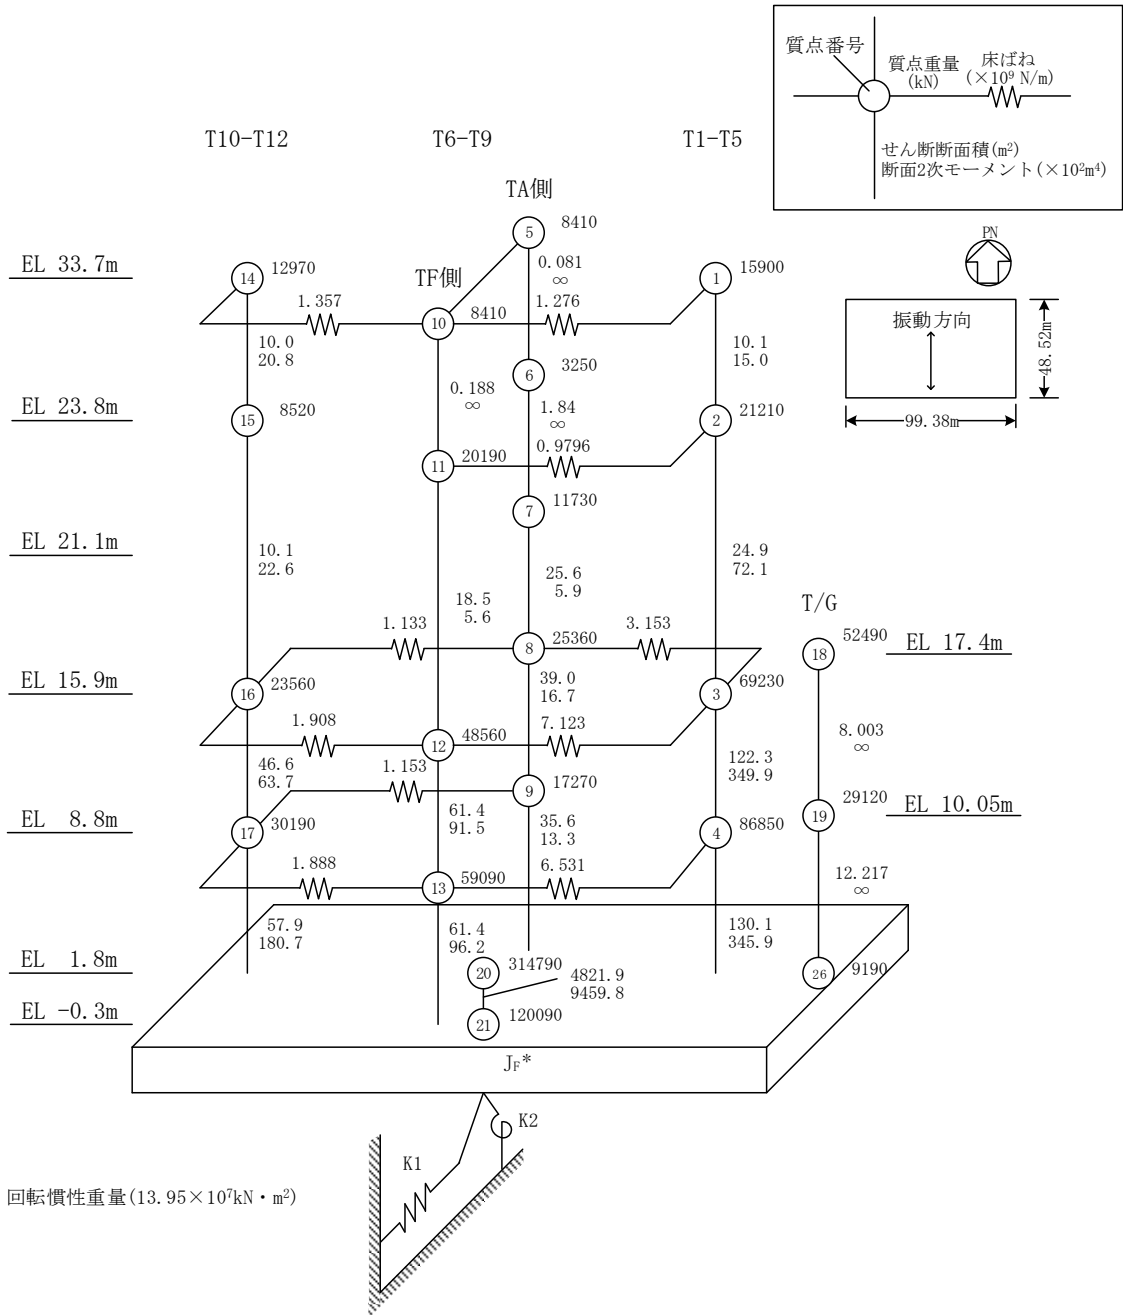 質点番号
質点重量 床ばね
(kN) (×10⁹ N/m)
せん断断面積(m²)
断面2次モーメント(×10²m⁴)
T10-T12 T6-T9 T1-T5
TA側
5 8410
PN
EL 33.7m 14 12970 0.081 1 15900
TF側 ∞
1.357 1.276
10 8410
振動方向
10.0 10.1
20.8 15.0
48.52m
6 3250
0.188
∞
1.84
∞
EL 23.8m 15 8520 2 21210
99.38m
0.9796
11 20190
7 11730
EL 21.1m
10.1 24.9
22.6 72.1
25.6
5.9
18.5
5.6
T/G
1.133 3.153
8 25360
18 52490 EL 17.4m
EL 15.9m 16 23560 39.0 3 69230
16.7
1.908 7.123
12 48560
8.003
∞
46.6 122.3
63.7 349.9
1.153
9 17270
61.4
91.5
35.6
13.3
19 29120 EL 10.05m
EL 8.8m 17 30190 4 86850
1.888 6.531
13 59090
12.217
∞
57.9 61.4 130.1
180.7 96.2 345.9
EL 1.8m 20 314790 26 9190
4821.9
9459.8
EL -0.3m 21 120090
J_F*
K2
K1
回転慣性重量(13.95×10⁷kN・m²)